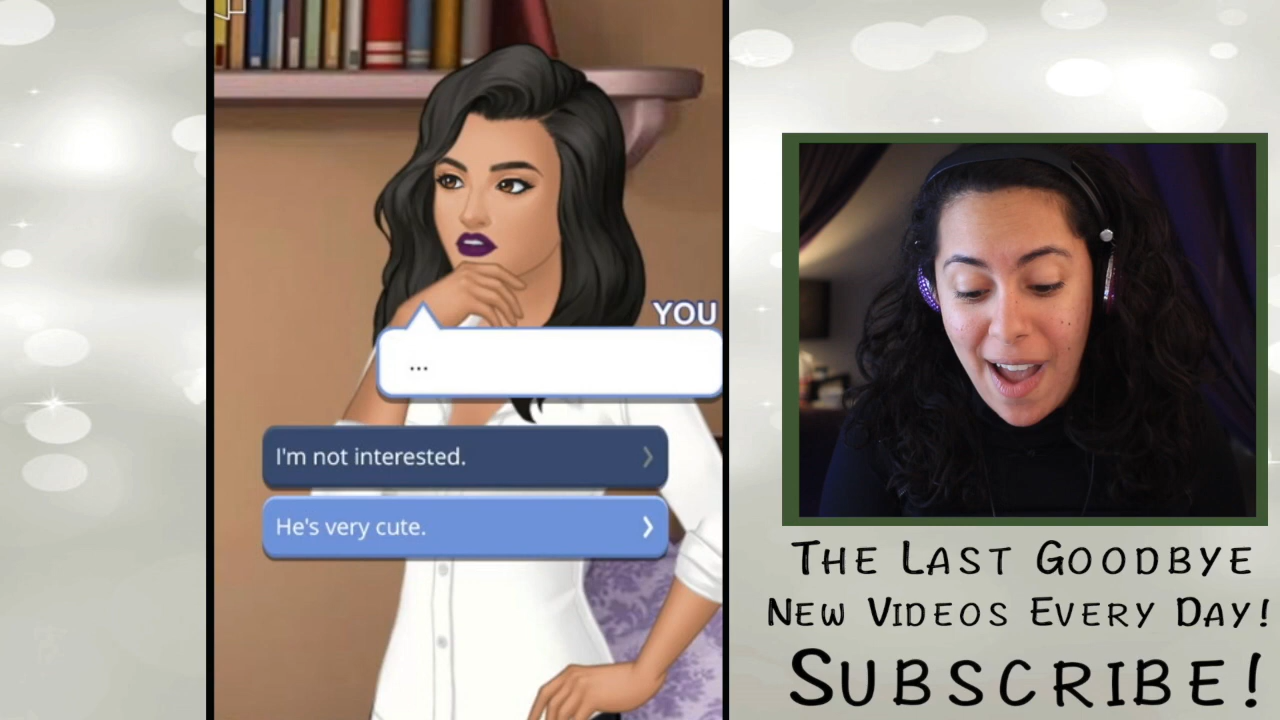 YOU
...
I'm not interested.
He's very cute.
The Last Goodbye
New Videos Every Day!
Subscribe!